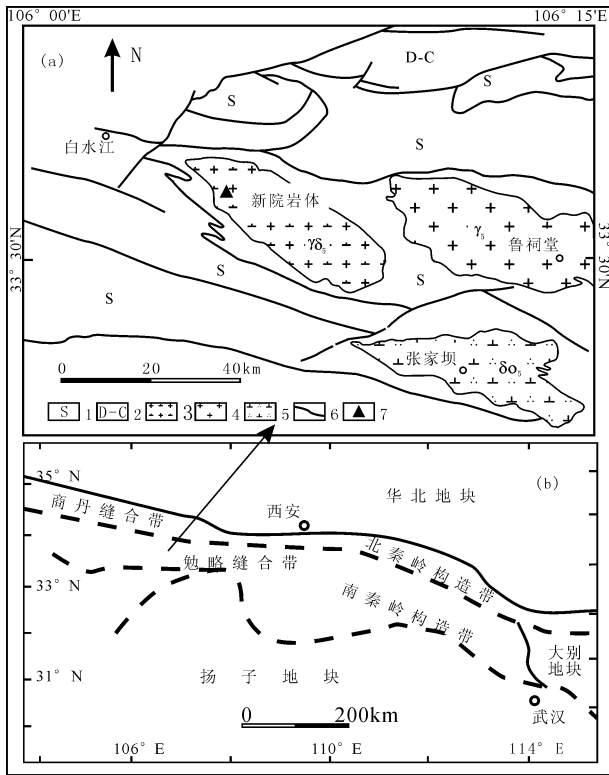 106° 00'E
106° 15'E
(a)
N
D-C
S
S
S
白水江
新院岩体
γδ₅
γ₅
鲁祠堂
33° 30'N
33° 30'N
S
S
S
张家坝
δo₅
0 20 40km
S 1 D-C 2 3 4 5 6 7
35° N
(b)
华北地块
西安
商丹缝合带
北秦岭构造带
勉略缝合带
33° N
南秦岭构造带
大别地块
31° N
扬子地块
0 200km
武汉
106° E
110° E
114° E